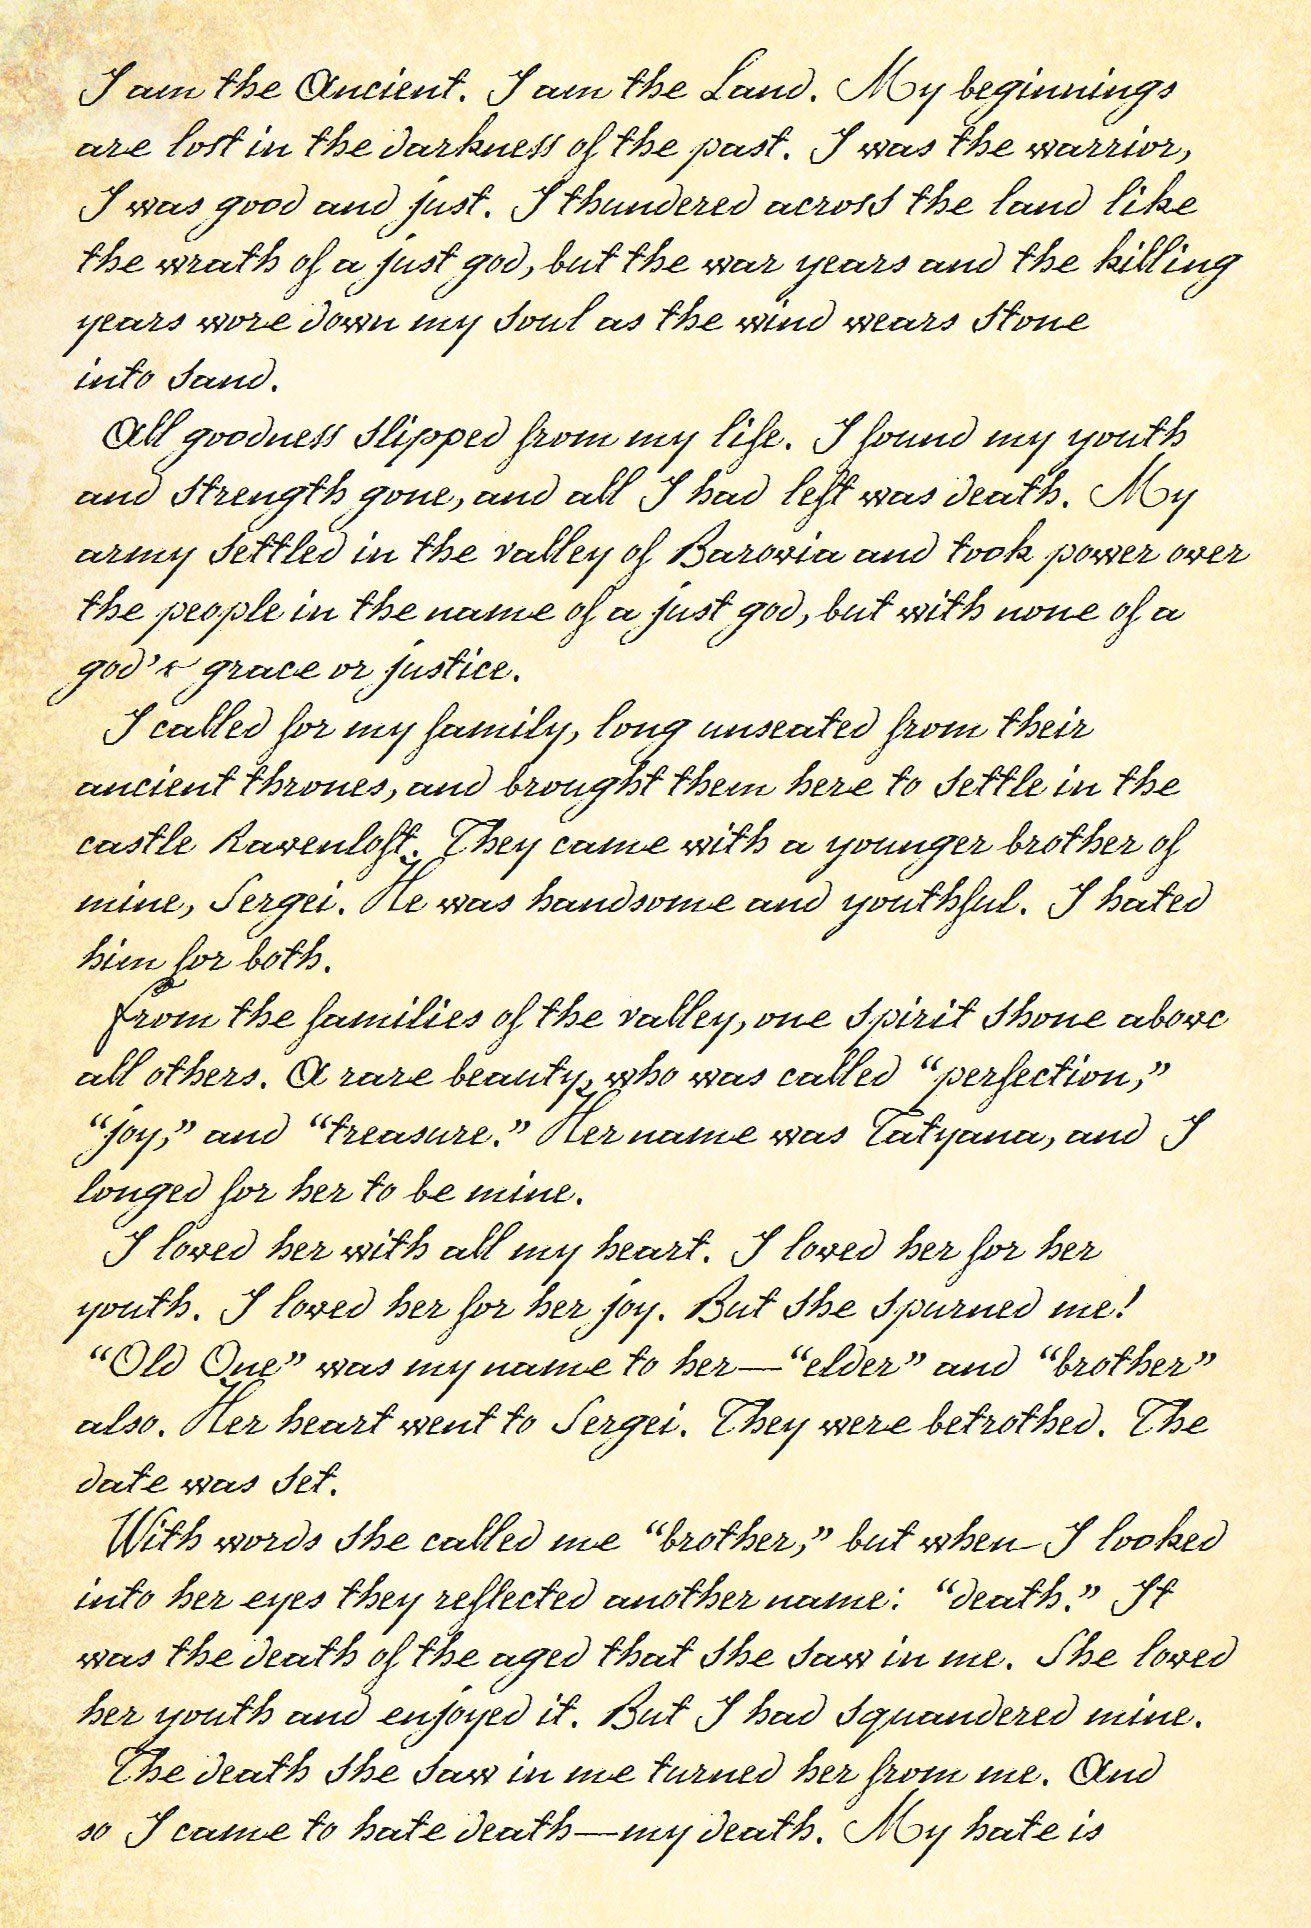 I am the Ancient. I am the Land. My beginnings
are lost in the darkness of the past. I was the warrior,
I was good and just. I thundered across the land like
the wrath of a just god, but the war years and the killing
years wore down my soul as the wind wears stone
into sand.
All goodness slipped from my life. I found my youth
and strength gone, and all I had left was death. My
army settled in the valley of Barovia and took power over
the people in the name of a just god, but with none of a
god's grace or justice.
I called for my family, long unseated from their
ancient thrones, and brought them here to settle in the
castle Ravenloft. They came with a younger brother of
mine, Sergei. He was handsome and youthful. I hated
him for both.
From the families of the valley, one spirit shone above
all others. A rare beauty, who was called “perfection,”
“joy,” and “treasure.” Her name was Tatyana, and I
longed for her to be mine.
I loved her with all my heart. I loved her for her
youth. I loved her for her joy. But she spurned me!
“Old One” was my name to her—“elder” and “brother”
also. Her heart went to Sergei. They were betrothed. The
date was set.
With words she called me “brother,” but when I looked
into her eyes they reflected another name: “death.” It
was the death of the aged that she saw in me. She loved
her youth and enjoyed it. But I had squandered mine.
The death she saw in me turned her from me. And
so I came to hate death—my death. My hate is